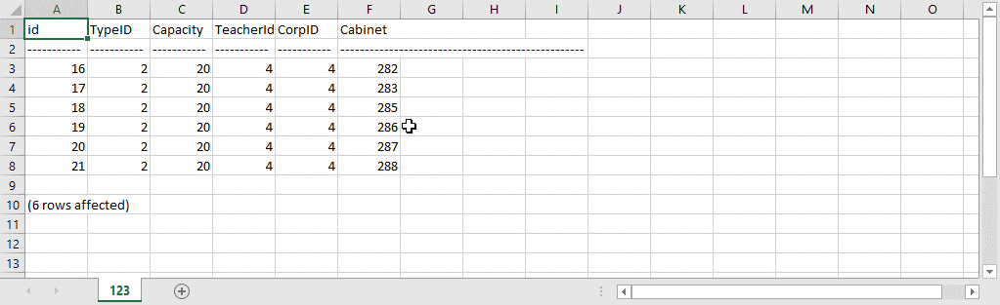 A B C D E F G H I J K L M N O
1 id TypeID Capacity TeacherId CorpID Cabinet
2 ----------- ----------- ----------- ----------- ----------- --------------------------------------------------
3 16 2 20 4 4 282
4 17 2 20 4 4 283
5 18 2 20 4 4 285
6 19 2 20 4 4 286
7 20 2 20 4 4 287
8 21 2 20 4 4 288
9
10 (6 rows affected)
11
12
13
123